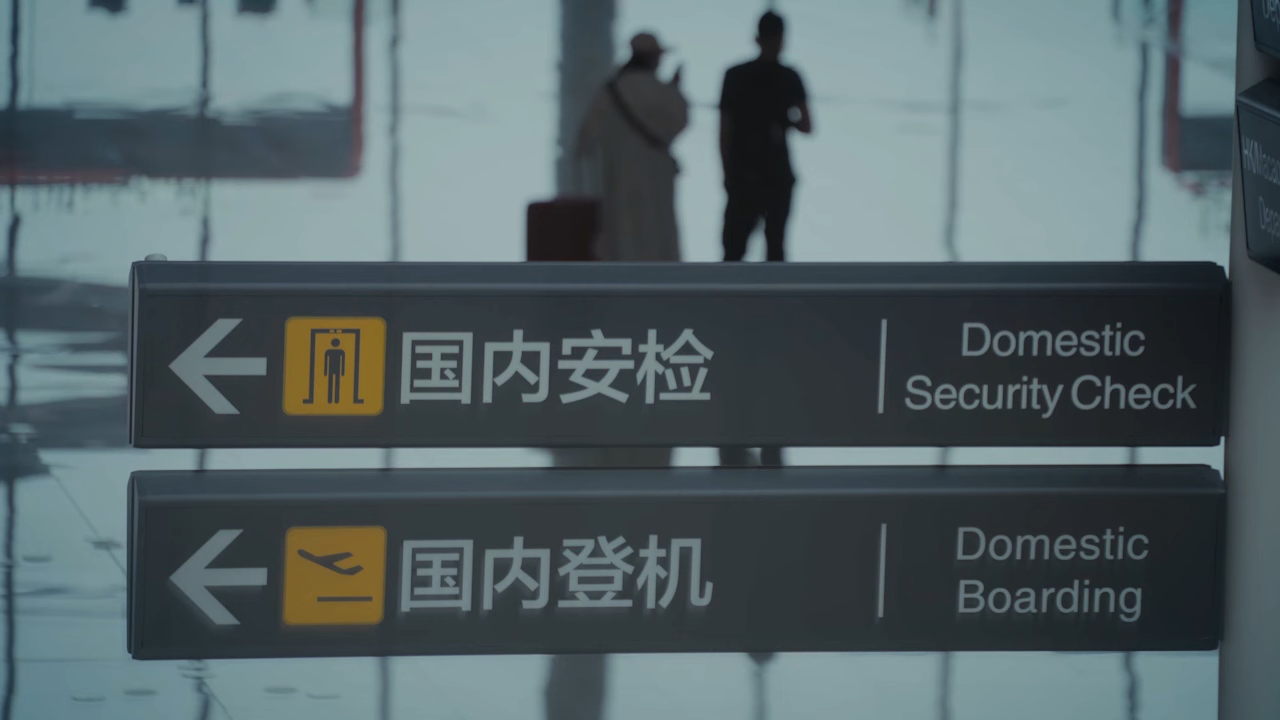 国内安检
Domestic
Security Check
国内登机
Domestic
Boarding